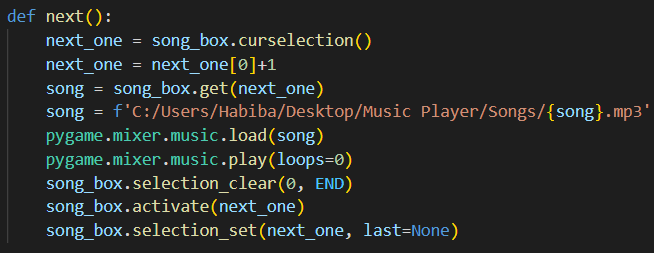 def next():
    next_one = song_box.curselection()
    next_one = next_one[0]+1
    song = song_box.get(next_one)
    song = f'C:/Users/Habiba/Desktop/Music Player/Songs/{song}.mp3'
    pygame.mixer.music.load(song)
    pygame.mixer.music.play(loops=0)
    song_box.selection_clear(0, END)
    song_box.activate(next_one)
    song_box.selection_set(next_one, last=None)